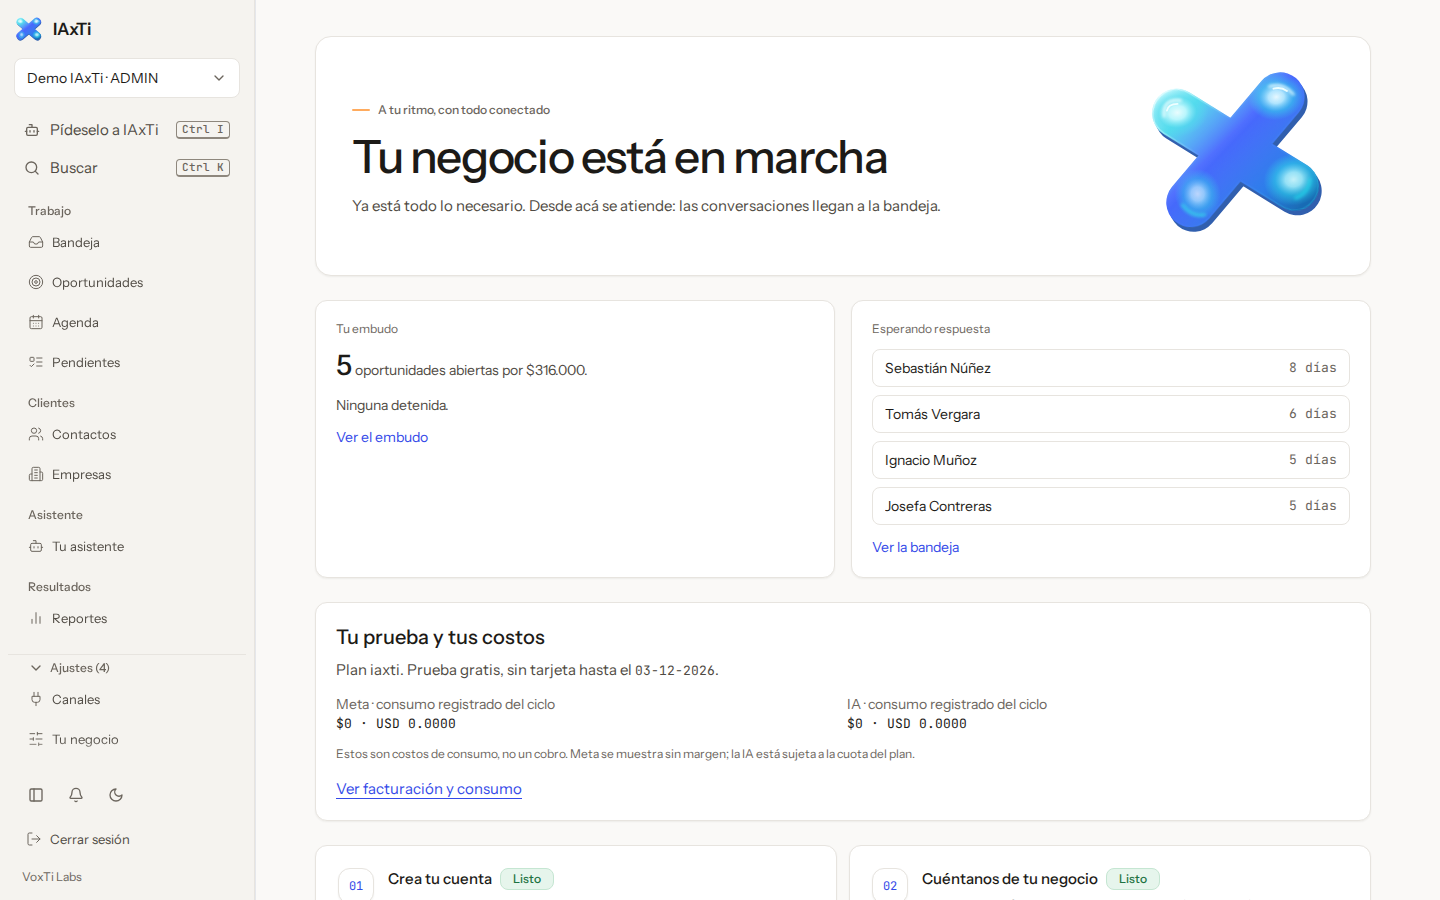 IAxTi
Demo IAxTi · ADMIN
Pídeselo a IAxTi
Ctrl I
Buscar
Ctrl K
Trabajo
Bandeja
Oportunidades
Agenda
Pendientes
Clientes
Contactos
Empresas
Asistente
Tu asistente
Resultados
Reportes
Ajustes (4)
Canales
Tu negocio
Cerrar sesión
VoxTi Labs
A tu ritmo, con todo conectado
Tu negocio está en marcha
Ya está todo lo necesario. Desde acá se atiende: las conversaciones llegan a la bandeja.
Tu embudo
5 oportunidades abiertas por $316.000.
Ninguna detenida.
Ver el embudo
Esperando respuesta
Sebastián Núñez 8 días
Tomás Vergara 6 días
Ignacio Muñoz 5 días
Josefa Contreras 5 días
Ver la bandeja
Tu prueba y tus costos
Plan iaxti. Prueba gratis, sin tarjeta hasta el 03-12-2026.
Meta · consumo registrado del ciclo
$0 · USD 0.0000
IA · consumo registrado del ciclo
$0 · USD 0.0000
Estos son costos de consumo, no un cobro. Meta se muestra sin margen; la IA está sujeta a la cuota del plan.
Ver facturación y consumo
01 Crea tu cuenta Listo
02 Cuéntanos de tu negocio Listo